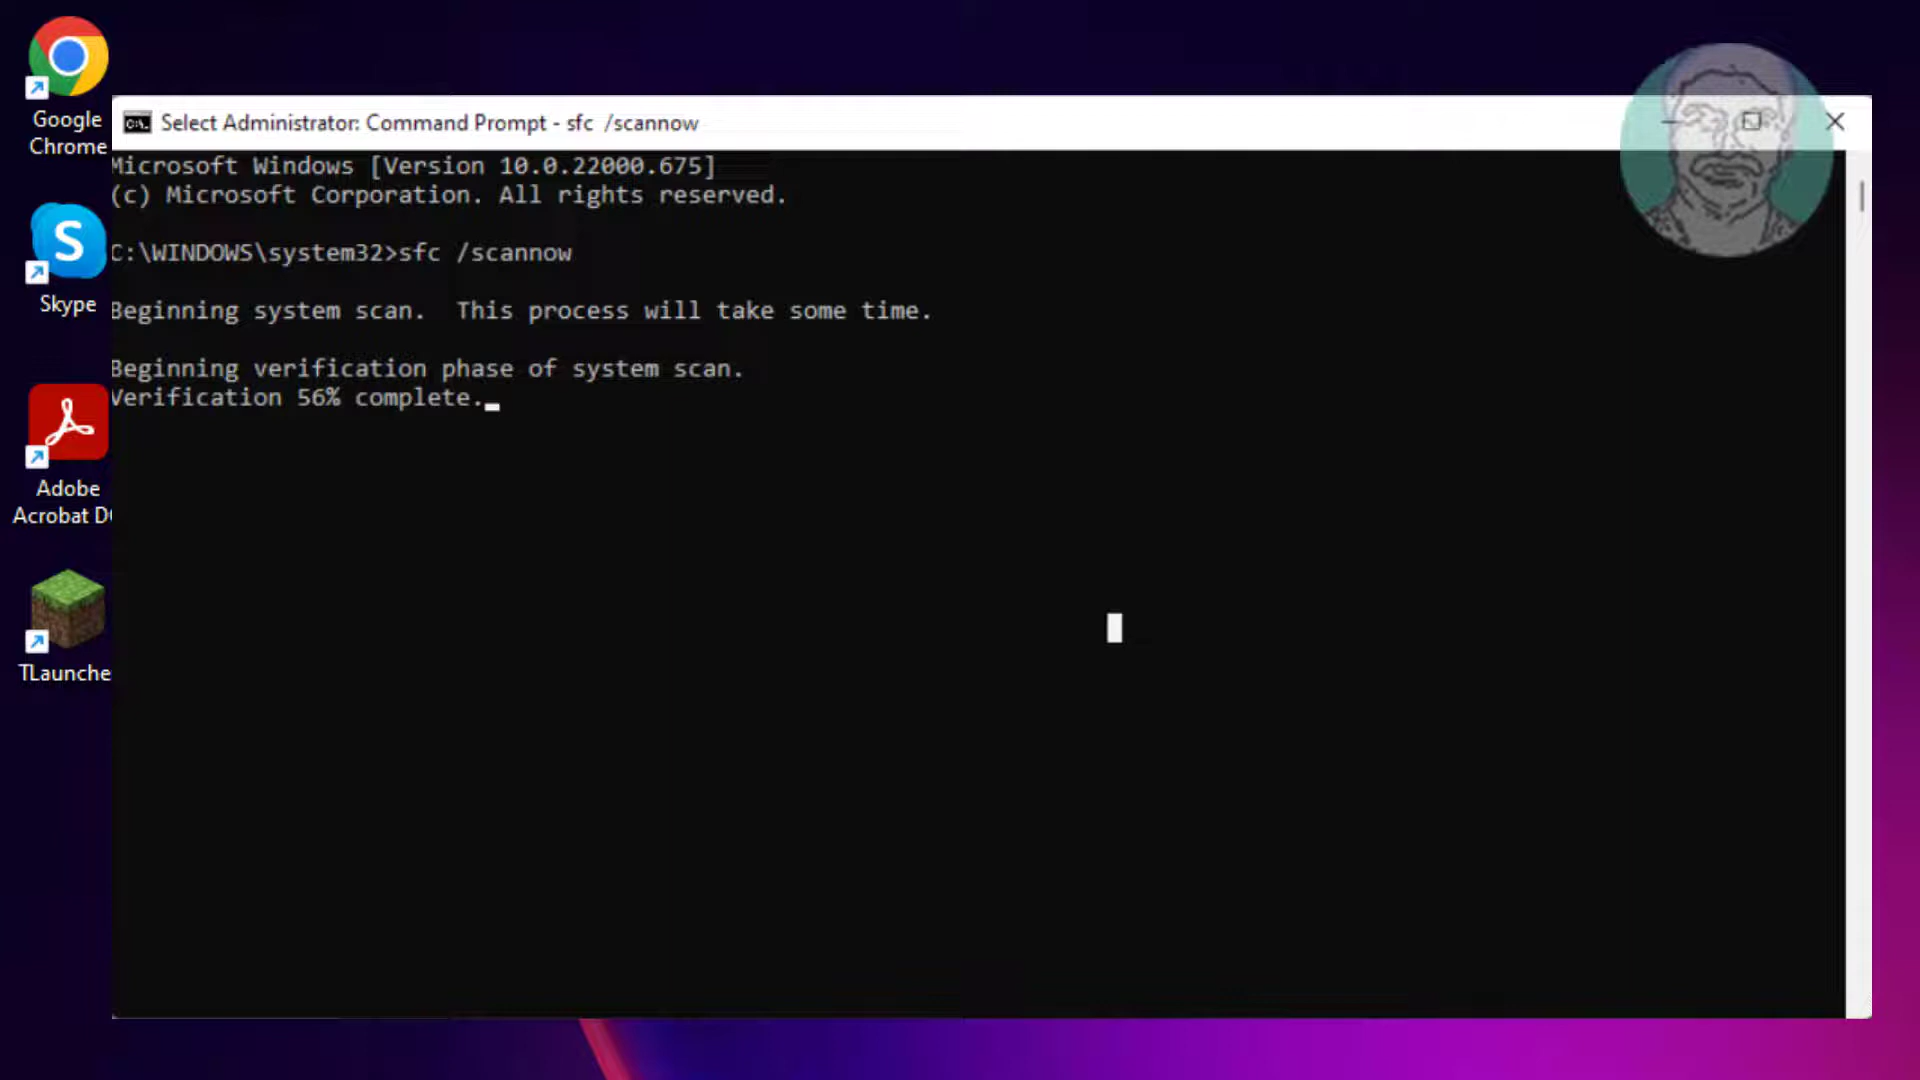 Google
Chrome
Skype
Adobe
Acrobat D
TLaunche
Select Administrator: Command Prompt - sfc /scannow
Microsoft Windows [Version 10.0.22000.675]
(c) Microsoft Corporation. All rights reserved.
C:\WINDOWS\system32>sfc /scannow
Beginning system scan.  This process will take some time.
Beginning verification phase of system scan.
Verification 56% complete.